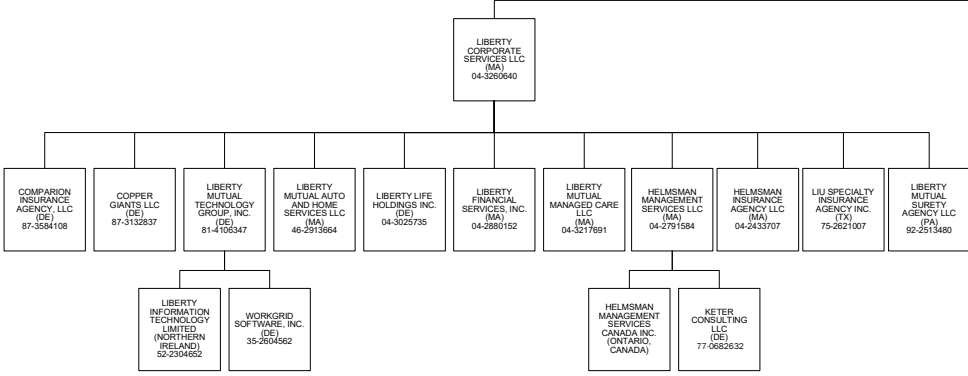 LIBERTY
CORPORATE
SERVICES LLC
(MA)
04-3260640
COMPARION
INSURANCE
AGENCY, LLC
(DE)
87-3584108
COPPER
GIANTS LLC
(DE)
87-3132837
LIBERTY
MUTUAL
TECHNOLOGY
GROUP, INC.
(DE)
81-4106347
LIBERTY
MUTUAL AUTO
AND HOME
SERVICES LLC
(MA)
46-2913664
LIBERTY LIFE
HOLDINGS INC.
(DE)
04-3025735
LIBERTY
FINANCIAL
SERVICES, INC.
(MA)
04-2880152
LIBERTY
MUTUAL
MANAGED CARE
LLC
(MA)
04-3217691
HELMSMAN
MANAGEMENT
SERVICES LLC
(MA)
04-2791584
HELMSMAN
INSURANCE
AGENCY LLC
(MA)
04-2433707
LIU SPECIALTY
INSURANCE
AGENCY INC.
(TX)
75-2621007
LIBERTY
MUTUAL
SURETY
AGENCY LLC
(PA)
92-2513480
LIBERTY
INFORMATION
TECHNOLOGY
LIMITED
(NORTHERN
IRELAND)
52-2304652
WORKGRID
SOFTWARE, INC.
(DE)
35-2604562
HELMSMAN
MANAGEMENT
SERVICES
CANADA INC.
(ONTARIO,
CANADA)
KETER
CONSULTING
LLC
(DE)
77-0682632